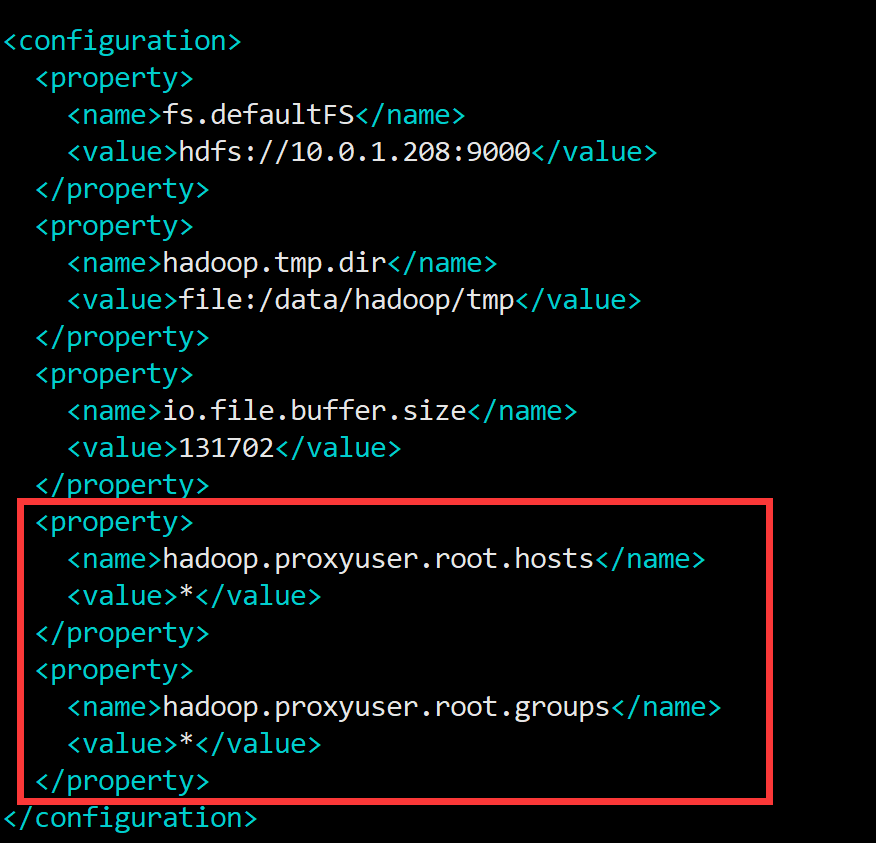 <configuration>
  <property>
    <name>fs.defaultFS</name>
    <value>hdfs://10.0.1.208:9000</value>
  </property>
  <property>
    <name>hadoop.tmp.dir</name>
    <value>file:/data/hadoop/tmp</value>
  </property>
  <property>
    <name>io.file.buffer.size</name>
    <value>131702</value>
  </property>
  <property>
    <name>hadoop.proxyuser.root.hosts</name>
    <value>*</value>
  </property>
  <property>
    <name>hadoop.proxyuser.root.groups</name>
    <value>*</value>
  </property>
</configuration>